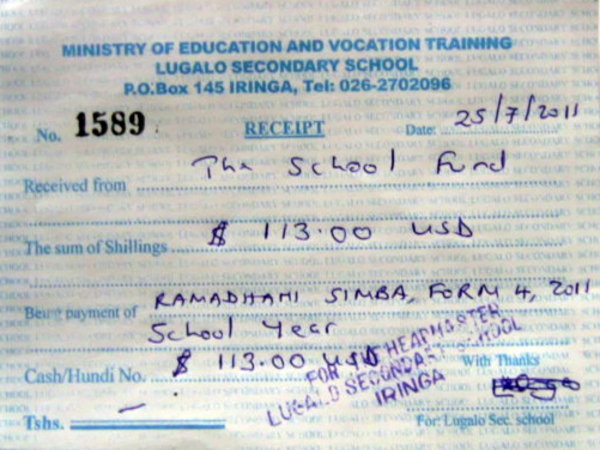 MINISTRY OF EDUCATION AND VOCATION TRAINING
LUGALO SECONDARY SCHOOL
P.O.Box 145 IRINGA, Tel: 026-2702096
No. 1589 RECEIPT Date: 25/7/2011
Received from The School Fund
The sum of Shillings $ 113.00 USD
Being payment of RAMADHANI SIMBA, FORM 4, 2011
School Year
Cash/Hundi No. $ 113.00 USD
FOR HEADMASTER
LUGALO SECONDARY SCHOOL
IRINGA
With Thanks
Tshs. —
For: Lugalo Sec. school